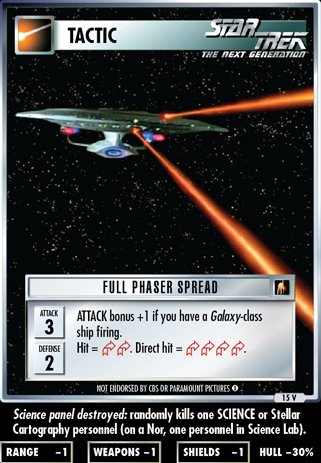 TACTIC
STAR TREK
THE NEXT GENERATION
FULL PHASER SPREAD
ATTACK
3
DEFENSE
2
ATTACK bonus +1 if you have a Galaxy-class
ship firing.
Hit = . Direct hit = .
NOT ENDORSED BY CBS OR PARAMOUNT PICTURES
15 V
Science panel destroyed: randomly kills one SCIENCE or Stellar
Cartography personnel (on a Nor, one personnel in Science Lab).
RANGE −1 WEAPONS −1 SHIELDS −1 HULL −30%